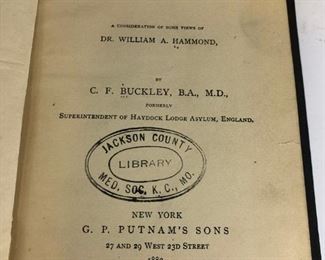 A CONSIDERATION OF SOME VIEWS OF
DR. WILLIAM A. HAMMOND,
BY
C. F. BUCKLEY, B.A., M.D.,
FORMERLY
SUPERINTENDENT OF HAYDOCK LODGE ASYLUM, ENGLAND.
JACKSON COUNTY
LIBRARY
MED. SOC. K. C., MO.
NEW YORK
G. P. PUTNAM'S SONS
27 AND 29 WEST 23D STREET